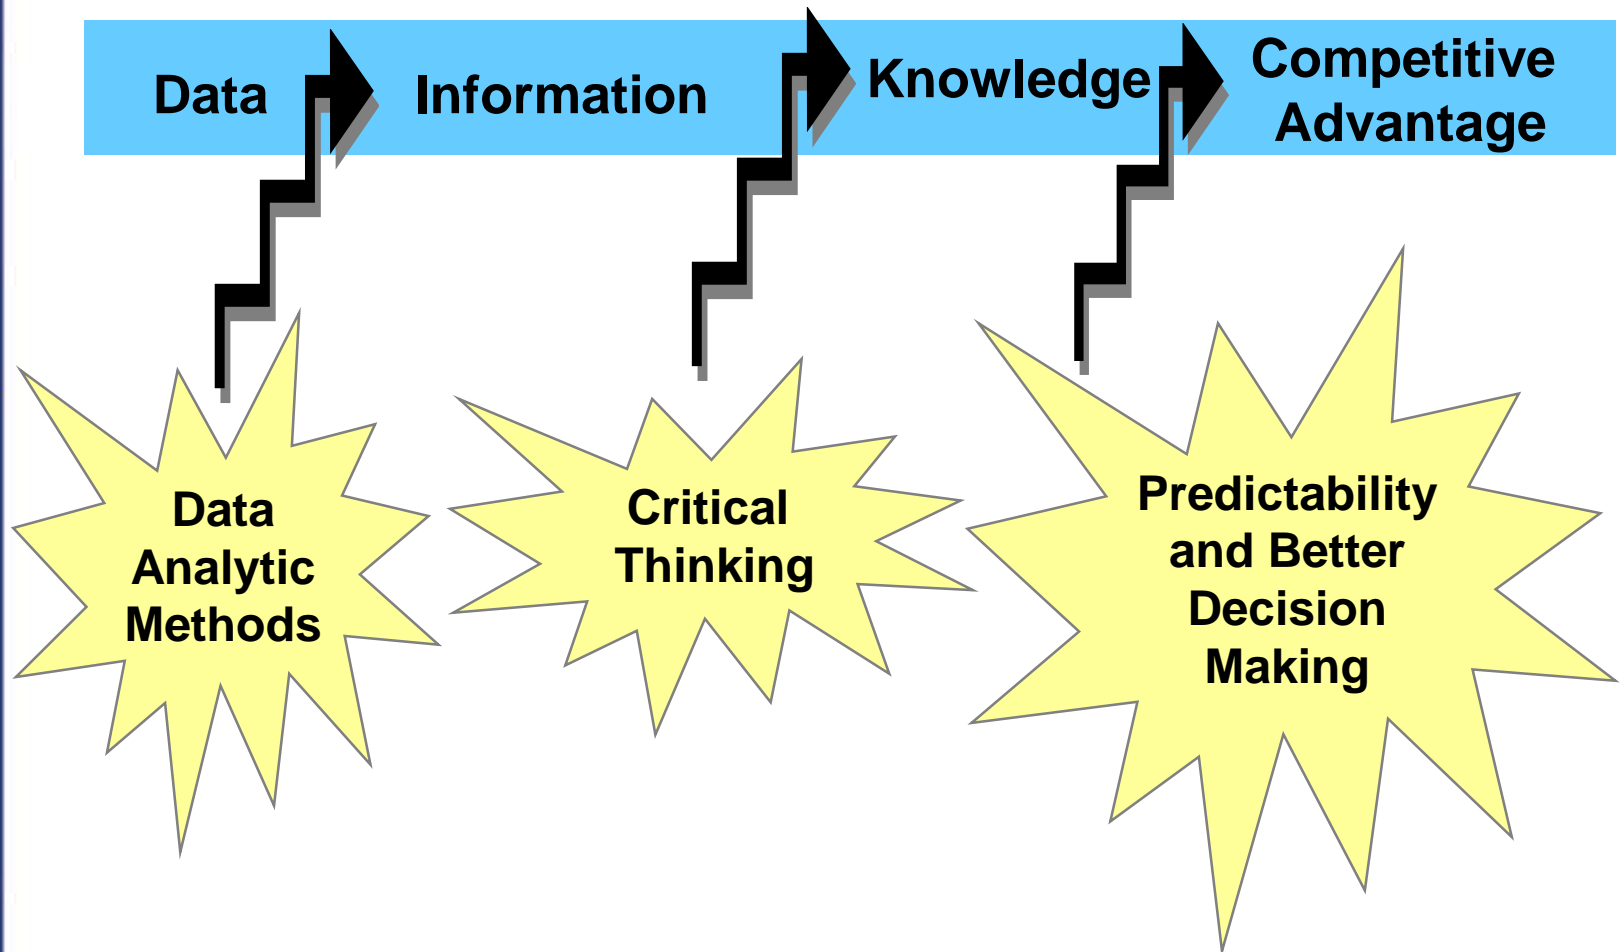 Data
Information
Knowledge
Competitive
Advantage
Data
Analytic
Methods
Critical
Thinking
Predictability
and Better
Decision
Making